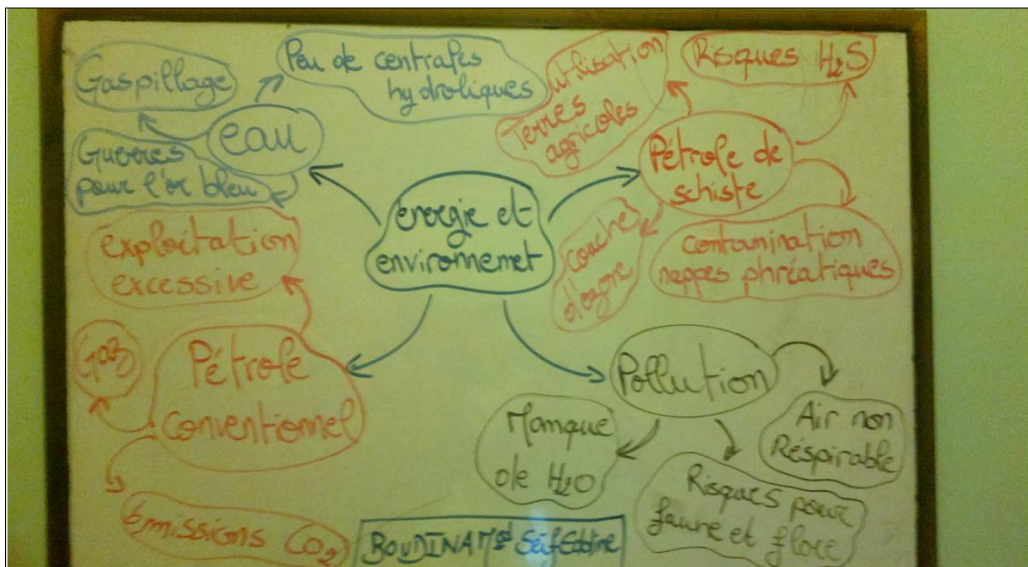 énergie et
environnemet
eau
Gaspillage
Peu de centrales
hydroliques
Guerres
pour l'or bleu
Pétrole de
schiste
utilisation
Terres
agricoles
Risques H2S
couche
d'ozone
contamination
nappes phréatiques
Pétrole
conventionnel
exploitation
excessive
Gaz
émissions CO2
Pollution
Manque
de H2O
Risques pour
faune et flore
Air non
Réspirable
BOUDINA Med Seif Eddine